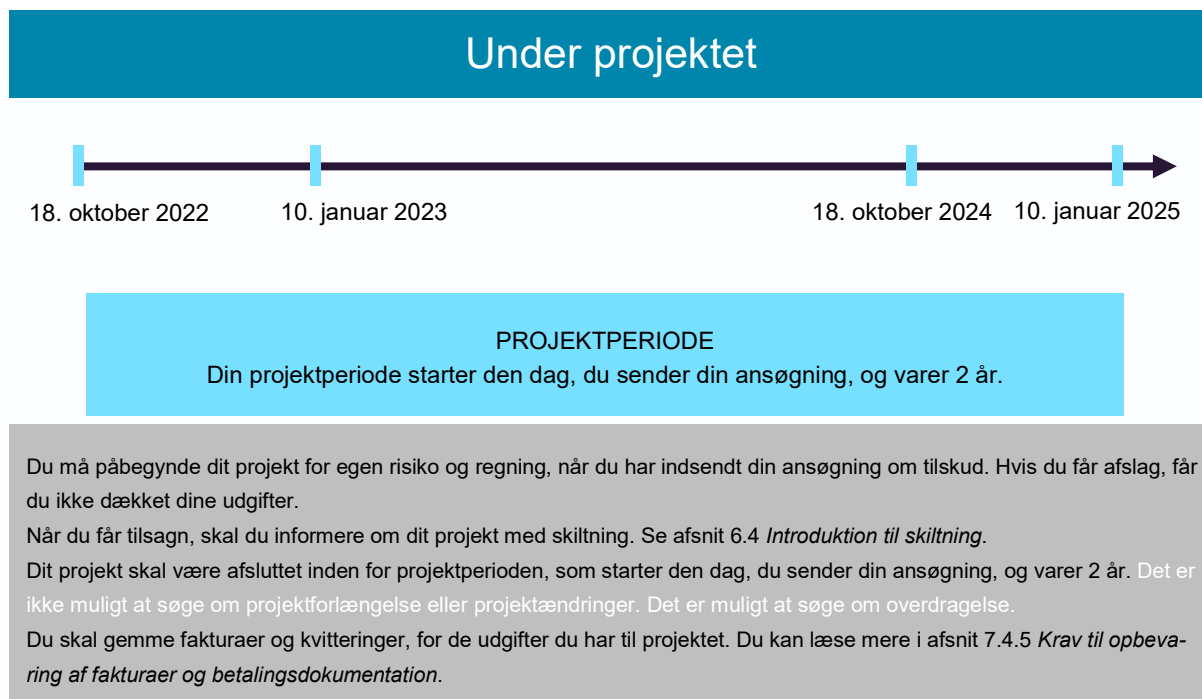 Under projektet
18. oktober 2022 10. januar 2023 18. oktober 2024 10. januar 2025
PROJEKTPERIODE
Din projektperiode starter den dag, du sender din ansøgning, og varer 2 år.
Du må påbegynde dit projekt for egen risiko og regning, når du har indsendt din ansøgning om tilskud. Hvis du får afslag, får
du ikke dækket dine udgifter.
Når du får tilsagn, skal du informere om dit projekt med skiltning. Se afsnit 6.4 Introduktion til skiltning.
Dit projekt skal være afsluttet inden for projektperioden, som starter den dag, du sender din ansøgning, og varer 2 år. Det er
ikke muligt at søge om projektforlængelse eller projektændringer. Det er muligt at søge om overdragelse.
Du skal gemme fakturaer og kvitteringer, for de udgifter du har til projektet. Du kan læse mere i afsnit 7.4.5 Krav til opbeva-
ring af fakturaer og betalingsdokumentation.